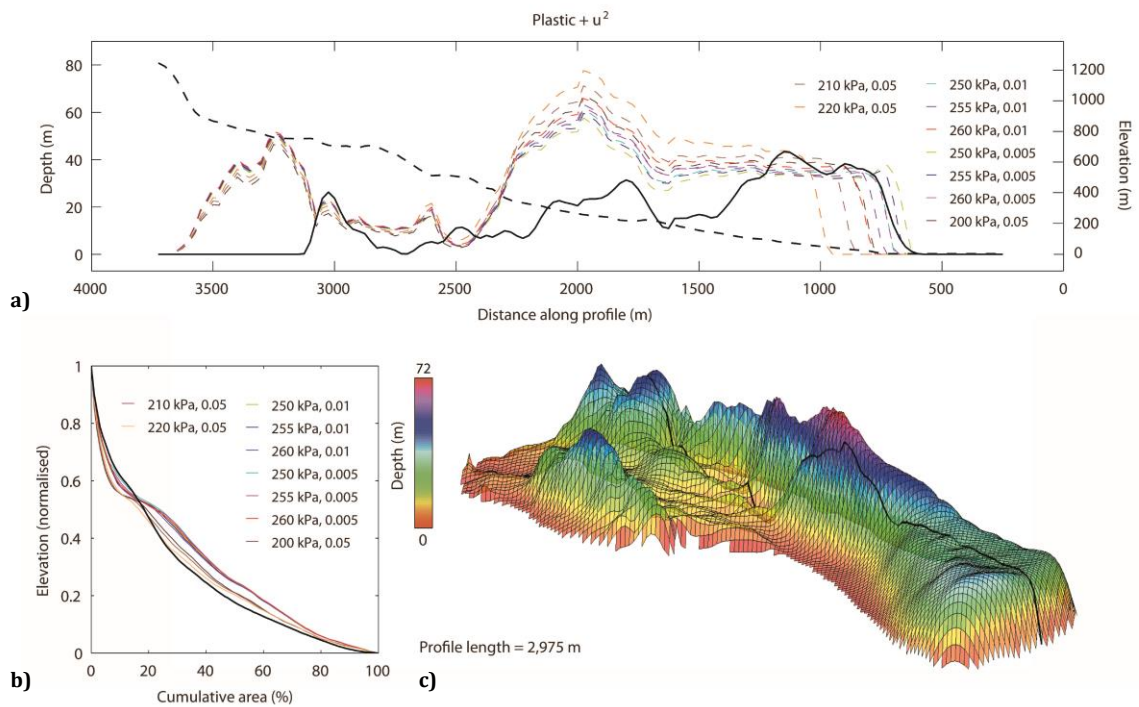 Plastic + u²
80
60
40
20
0
Depth (m)
1200
1000
800
600
400
200
0
Elevation (m)
210 kPa, 0.05
220 kPa, 0.05
250 kPa, 0.01
255 kPa, 0.01
260 kPa, 0.01
250 kPa, 0.005
255 kPa, 0.005
260 kPa, 0.005
200 kPa, 0.05
4000 3500 3000 2500 2000 1500 1000 500 0
Distance along profile (m)
a)
1
0.8
0.6
0.4
0.2
0
Elevation (normalised)
210 kPa, 0.05
220 kPa, 0.05
250 kPa, 0.01
255 kPa, 0.01
260 kPa, 0.01
250 kPa, 0.005
255 kPa, 0.005
260 kPa, 0.005
200 kPa, 0.05
0 20 40 60 80 100
Cumulative area (%)
b)
72
Depth (m)
0
Profile length = 2,975 m
c)